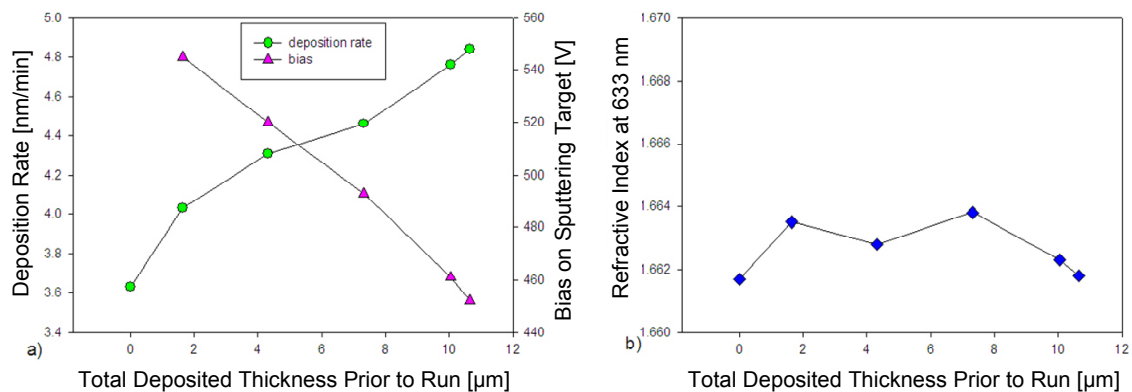 5.0
4.8
4.6
4.4
4.2
4.0
3.8
3.6
3.4
Deposition Rate [nm/min]
deposition rate
bias
560
540
520
500
480
460
440
Bias on Sputtering Target [V]
a)
0 2 4 6 8 10 12
Total Deposited Thickness Prior to Run [µm]
1.670
1.668
1.666
1.664
1.662
1.660
Refractive Index at 633 nm
b)
0 2 4 6 8 10 12
Total Deposited Thickness Prior to Run [µm]